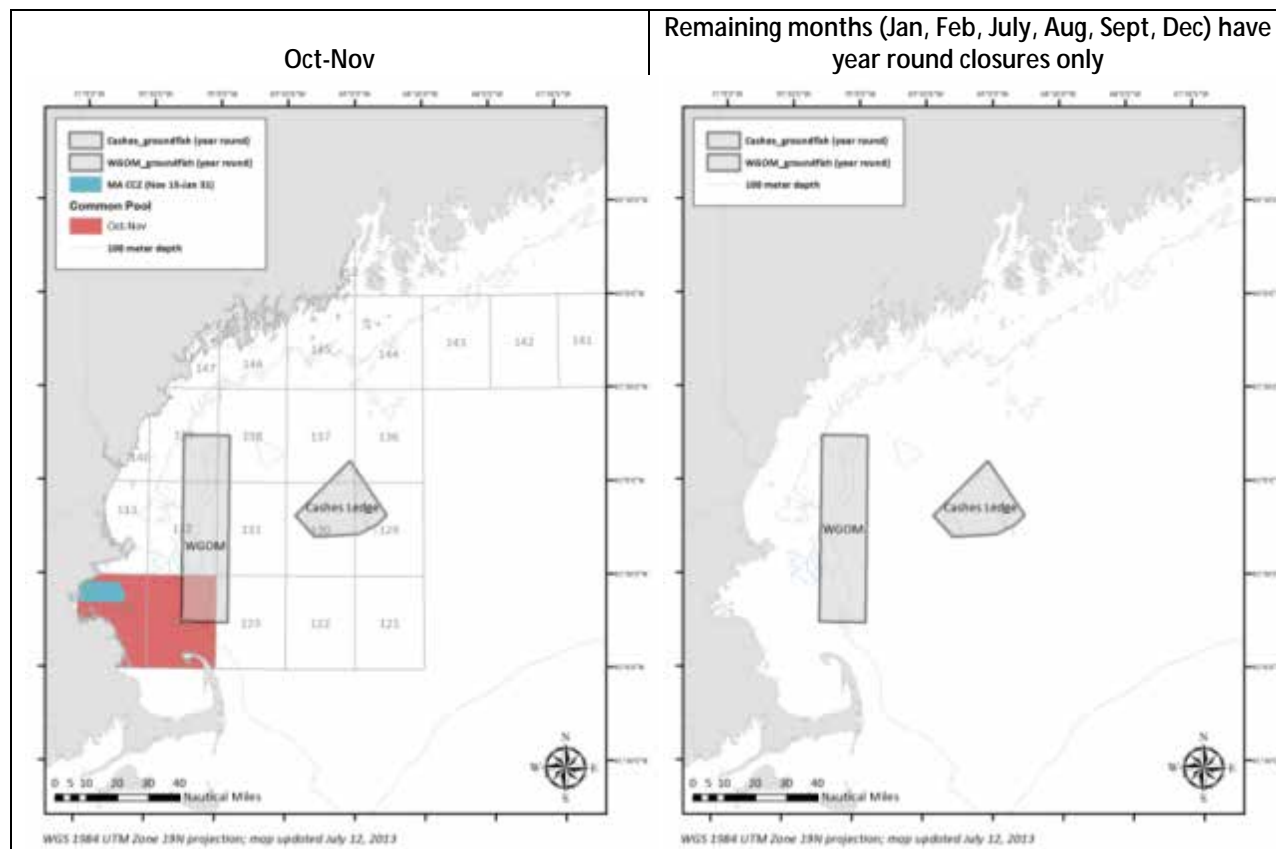 Oct-Nov
Remaining months (Jan, Feb, July, Aug, Sept, Dec) have
year round closures only
Cashes_groundfish (year round)
WGOM_groundfish (year round)
MA CCZ (Nov 15-Jan 31)
Common Pool
Oct-Nov
100 meter depth
147
146
145
144
143
142
141
140
138
137
136
133
132
131
130
129
WGOM
Cashes Ledge
123
122
121
N
W
E
S
0 5 10 20 30 40
Nautical Miles
WGS 1984 UTM Zone 19N projection; map updated July 12, 2013
Cashes_groundfish (year round)
WGOM_groundfish (year round)
100 meter depth
WGOM
Cashes Ledge
N
W
E
S
0 5 10 20 30 40
Nautical Miles
WGS 1984 UTM Zone 19N projection; map updated July 12, 2013